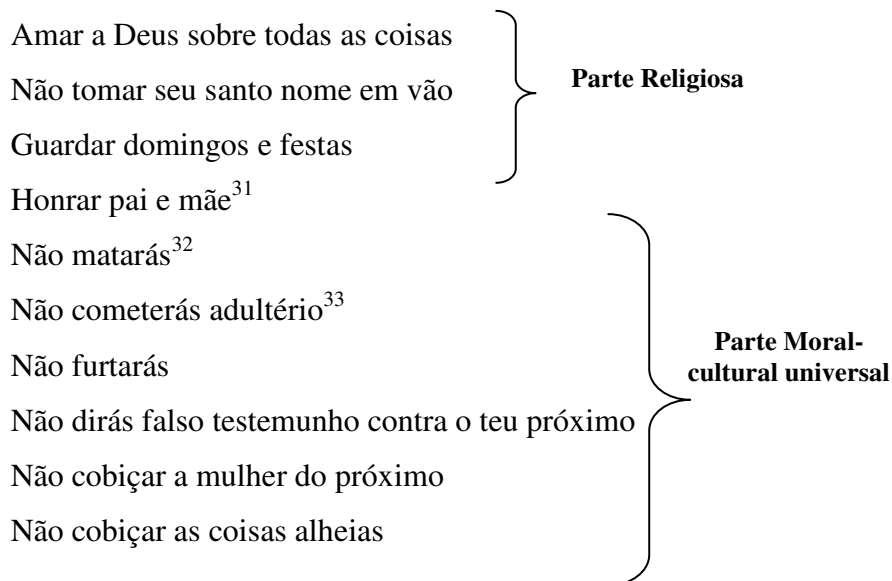 Amar a Deus sobre todas as coisas
Não tomar seu santo nome em vão
Parte Religiosa
Guardar domingos e festas
Honrar pai e mãe31
Não matarás32
Não cometerás adultério33
Não furtarás
Parte Moral-
cultural universal
Não dirás falso testemunho contra o teu próximo
Não cobiçar a mulher do próximo
Não cobiçar as coisas alheias